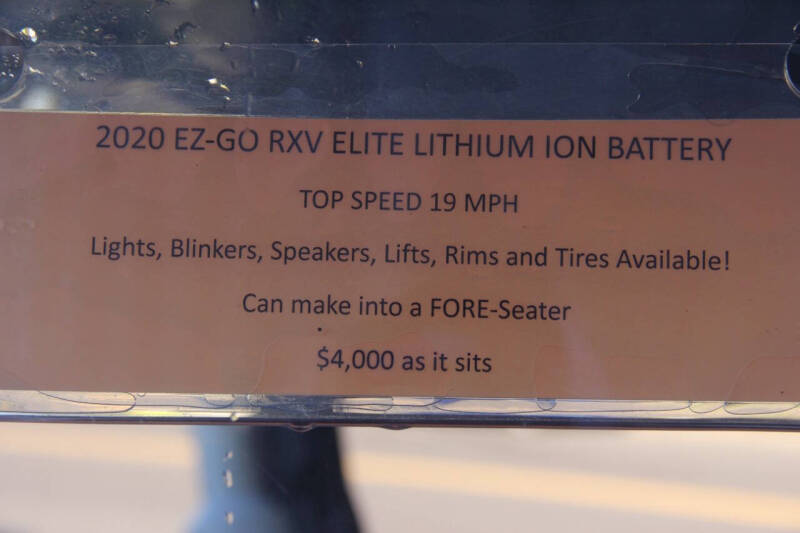 2020 EZ-GO RXV ELITE LITHIUM ION BATTERY
TOP SPEED 19 MPH
Lights, Blinkers, Speakers, Lifts, Rims and Tires Available!
Can make into a FORE-Seater
$4,000 as it sits